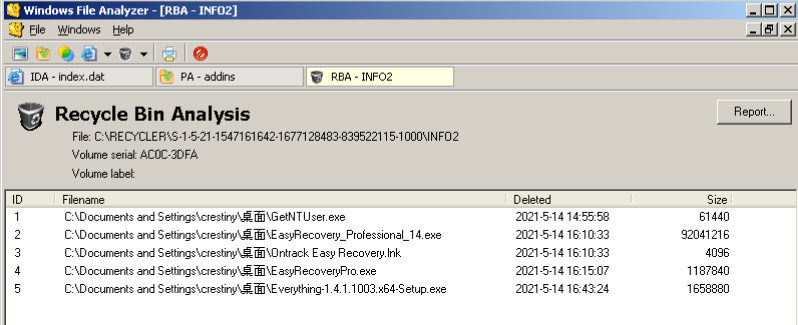 Windows File Analyzer - [RBA - INFO2]
File Windows Help
IDA - index.dat PA - addins RBA - INFO2
Recycle Bin Analysis
Report...
File: C:\RECYCLER\S-1-5-21-1547161642-1677128483-839522115-1000\INFO2
Volume serial: AC0C-3DFA
Volume label:
ID Filename Deleted Size
1 C:\Documents and Settings\crestiny\桌面\GetNTUser.exe 2021-5-14 14:55:58 61440
2 C:\Documents and Settings\crestiny\桌面\EasyRecovery_Professional_14.exe 2021-5-14 16:10:33 92041216
3 C:\Documents and Settings\crestiny\桌面\Ontrack Easy Recovery.lnk 2021-5-14 16:10:33 4096
4 C:\Documents and Settings\crestiny\桌面\EasyRecoveryPro.exe 2021-5-14 16:15:07 1187840
5 C:\Documents and Settings\crestiny\桌面\Everything-1.4.1.1003.x64-Setup.exe 2021-5-14 16:43:24 1658880